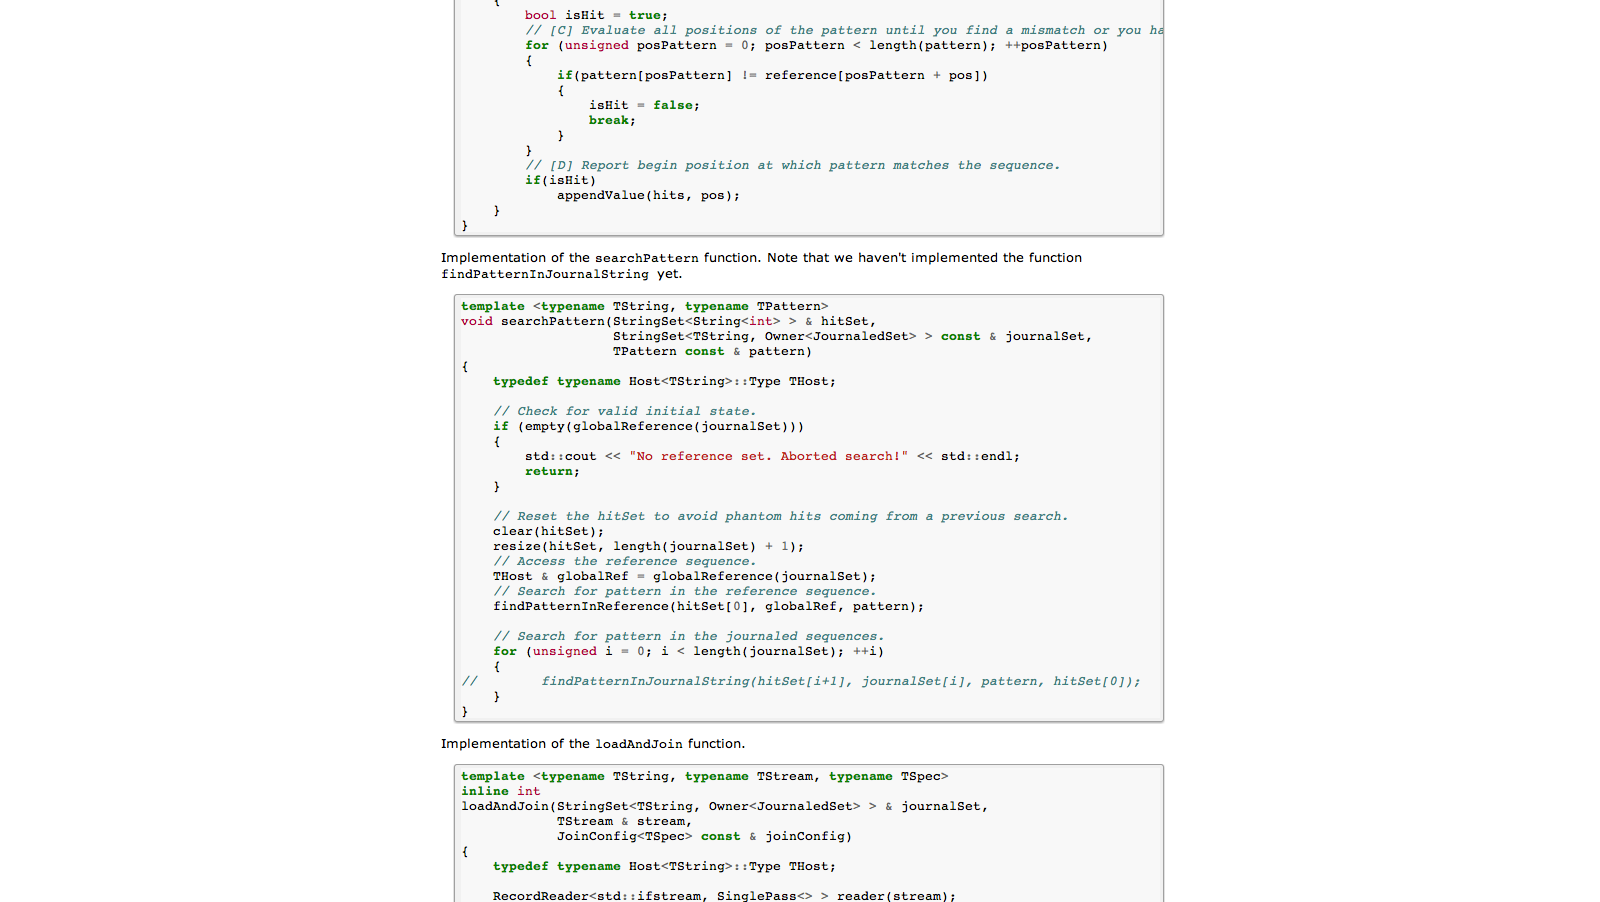 {
bool isHit = true;
// [C] Evaluate all positions of the pattern until you find a mismatch or you ha
for (unsigned posPattern = 0; posPattern < length(pattern); ++posPattern)
{
if(pattern[posPattern] != reference[posPattern + pos])
{
isHit = false;
break;
}
}
// [D] Report begin position at which pattern matches the sequence.
if(isHit)
appendValue(hits, pos);
}
}
Implementation of the searchPattern function. Note that we haven't implemented the function
findPatternInJournalString yet.
template <typename TString, typename TPattern>
void searchPattern(StringSet<String<int> > & hitSet,
StringSet<TString, Owner<JournaledSet> > const & journalSet,
TPattern const & pattern)
{
typedef typename Host<TString>::Type THost;
// Check for valid initial state.
if (empty(globalReference(journalSet)))
{
std::cout << "No reference set. Aborted search!" << std::endl;
return;
}
// Reset the hitSet to avoid phantom hits coming from a previous search.
clear(hitSet);
resize(hitSet, length(journalSet) + 1);
// Access the reference sequence.
THost & globalRef = globalReference(journalSet);
// Search for pattern in the reference sequence.
findPatternInReference(hitSet[0], globalRef, pattern);
// Search for pattern in the journaled sequences.
for (unsigned i = 0; i < length(journalSet); ++i)
{
// findPatternInJournalString(hitSet[i+1], journalSet[i], pattern, hitSet[0]);
}
}
Implementation of the loadAndJoin function.
template <typename TString, typename TStream, typename TSpec>
inline int
loadAndJoin(StringSet<TString, Owner<JournaledSet> > & journalSet,
TStream & stream,
JoinConfig<TSpec> const & joinConfig)
{
typedef typename Host<TString>::Type THost;
RecordReader<std::ifstream, SinglePass<> > reader(stream);